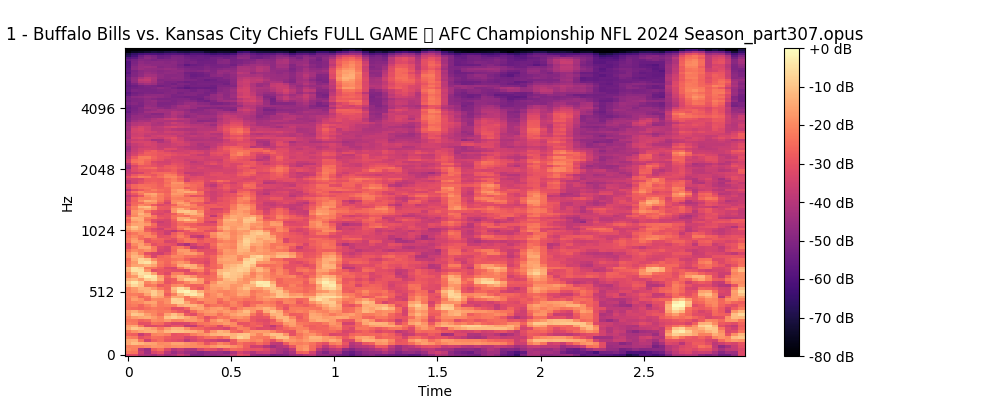 1 - Buffalo Bills vs. Kansas City Chiefs FULL GAME ▯ AFC Championship NFL 2024 Season_part307.opus
+0 dB
-10 dB
-20 dB
-30 dB
-40 dB
-50 dB
-60 dB
-70 dB
-80 dB
4096
2048
1024
512
0
Hz
0
0.5
1
1.5
2
2.5
Time